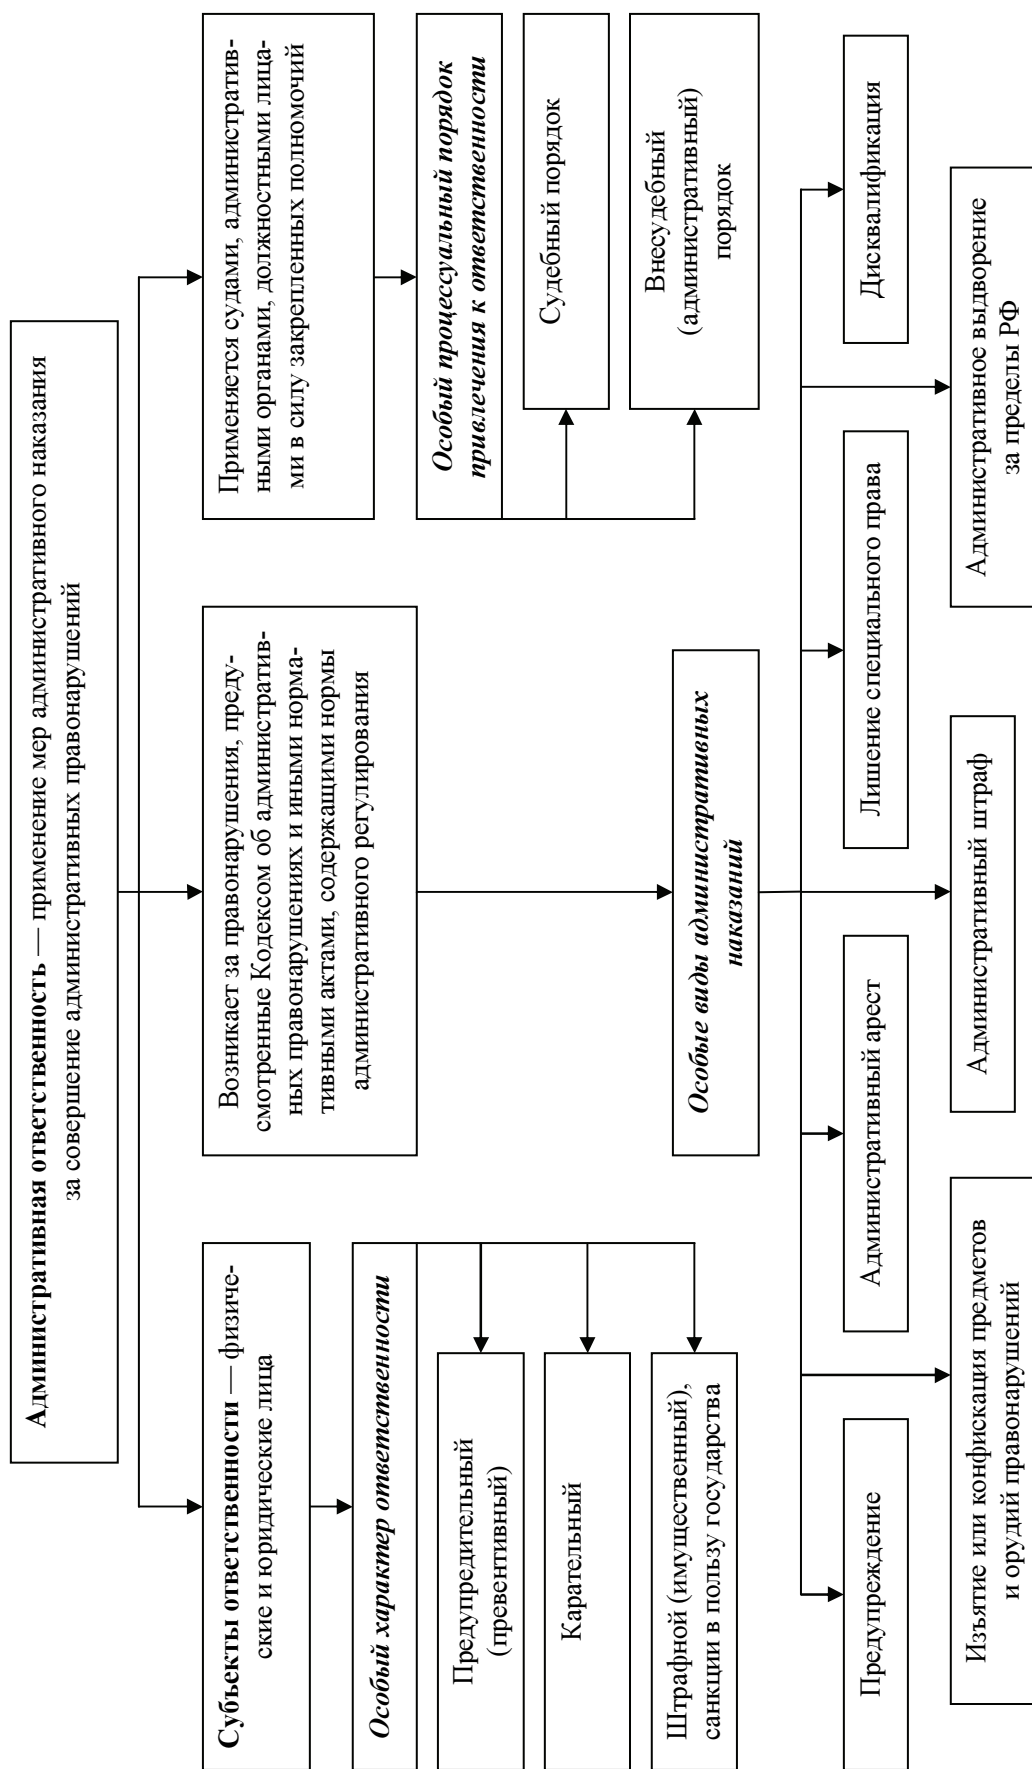 Административная ответственность — применение мер административного наказания
за совершение административных правонарушений
Субъекты ответственности — физиче-
ские и юридические лица
Особый характер ответственности
Предупредительный
(превентивный)
Карательный
Штрафной (имущественный),
санкции в пользу государства
Возникает за правонарушения, преду-
смотренные Кодексом об административ-
ных правонарушениях и иными норма-
тивными актами, содержащими нормы
административного регулирования
Особые виды административных
наказаний
Применяется судами, административ-
ными органами, должностными лица-
ми в силу закрепленных полномочий
Особый процессуальный порядок
привлечения к ответственности
Судебный порядок
Внесудебный
(административный)
порядок
Предупреждение
Административный арест
Лишение специального права
Дисквалификация
Изъятие или конфискация предметов
и орудий правонарушений
Административный штраф
Административное выдворение
за пределы РФ